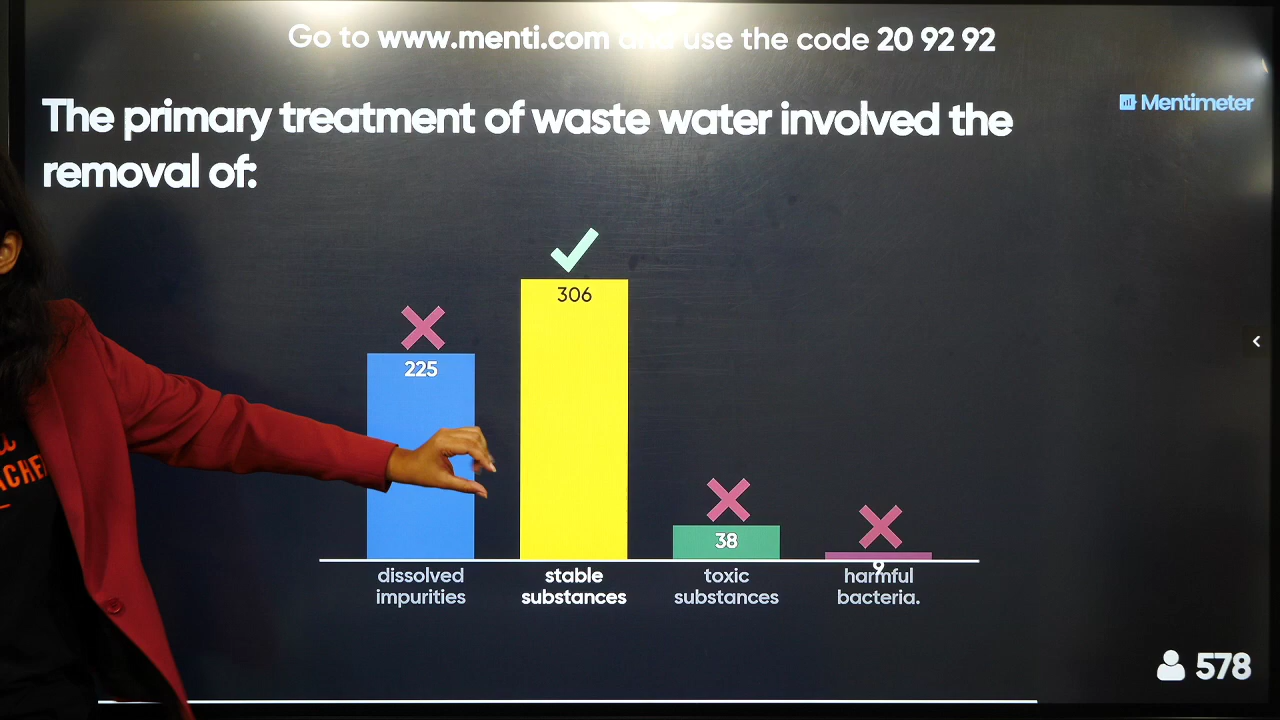 Go to www.menti.com and use the code 20 92 92
Mentimeter
The primary treatment of waste water involved the
removal of:
306
225
38
9
dissolved
impurities
stable
substances
toxic
substances
harmful
bacteria.
578